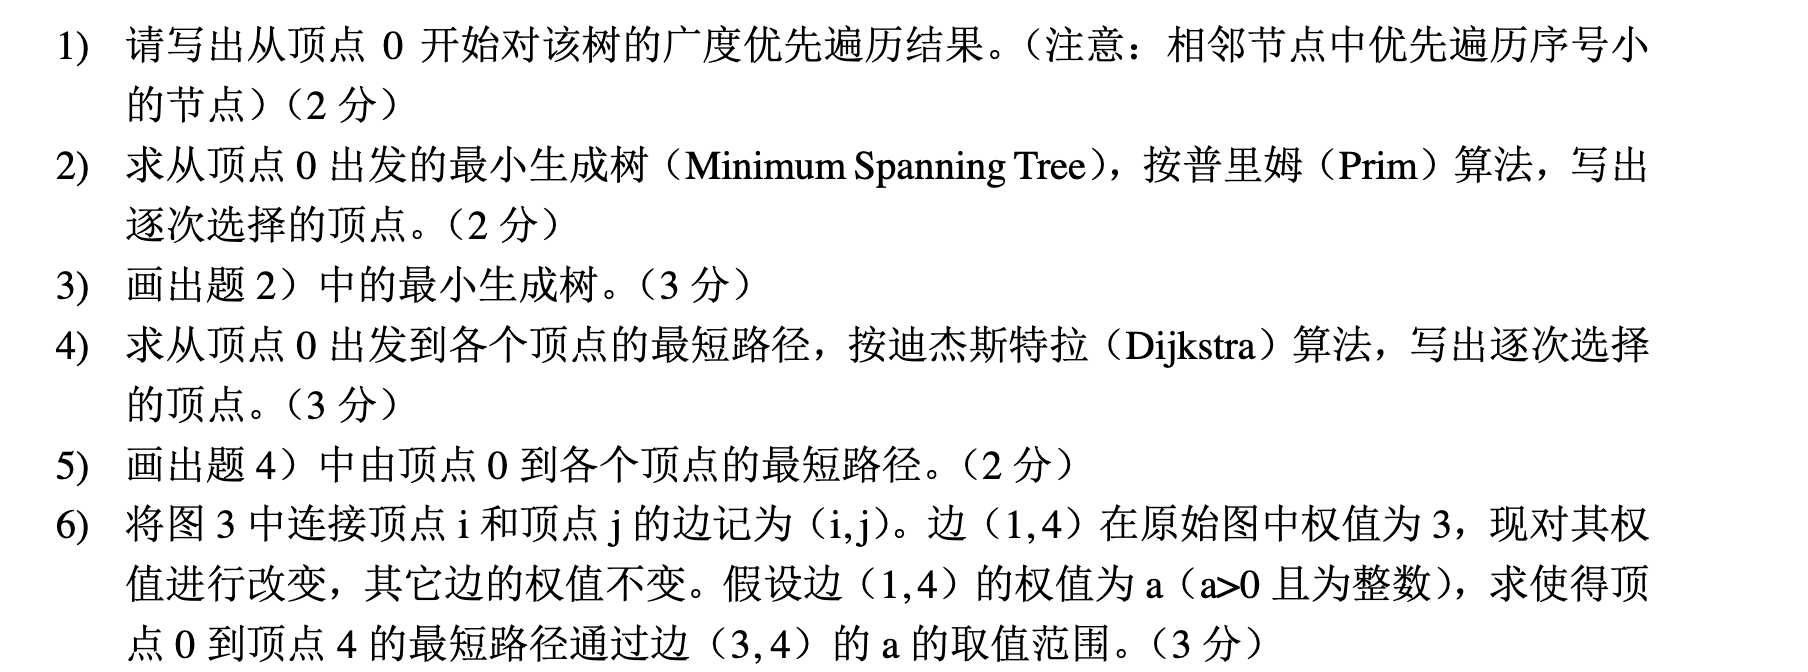 1) 请写出从顶点 0 开始对该树的广度优先遍历结果。（注意：相邻节点中优先遍历序号小
的节点）（2 分）
2) 求从顶点 0 出发的最小生成树（Minimum Spanning Tree），按普里姆（Prim）算法，写出
逐次选择的顶点。（2 分）
3) 画出题 2）中的最小生成树。（3 分）
4) 求从顶点 0 出发到各个顶点的最短路径，按迪杰斯特拉（Dijkstra）算法，写出逐次选择
的顶点。（3 分）
5) 画出题 4）中由顶点 0 到各个顶点的最短路径。（2 分）
6) 将图 3 中连接顶点 i 和顶点 j 的边记为（i,j）。边（1,4）在原始图中权值为 3，现对其权
值进行改变，其它边的权值不变。假设边（1,4）的权值为 a（a>0 且为整数），求使得顶
点 0 到顶点 4 的最短路径通过边（3,4）的 a 的取值范围。（3 分）